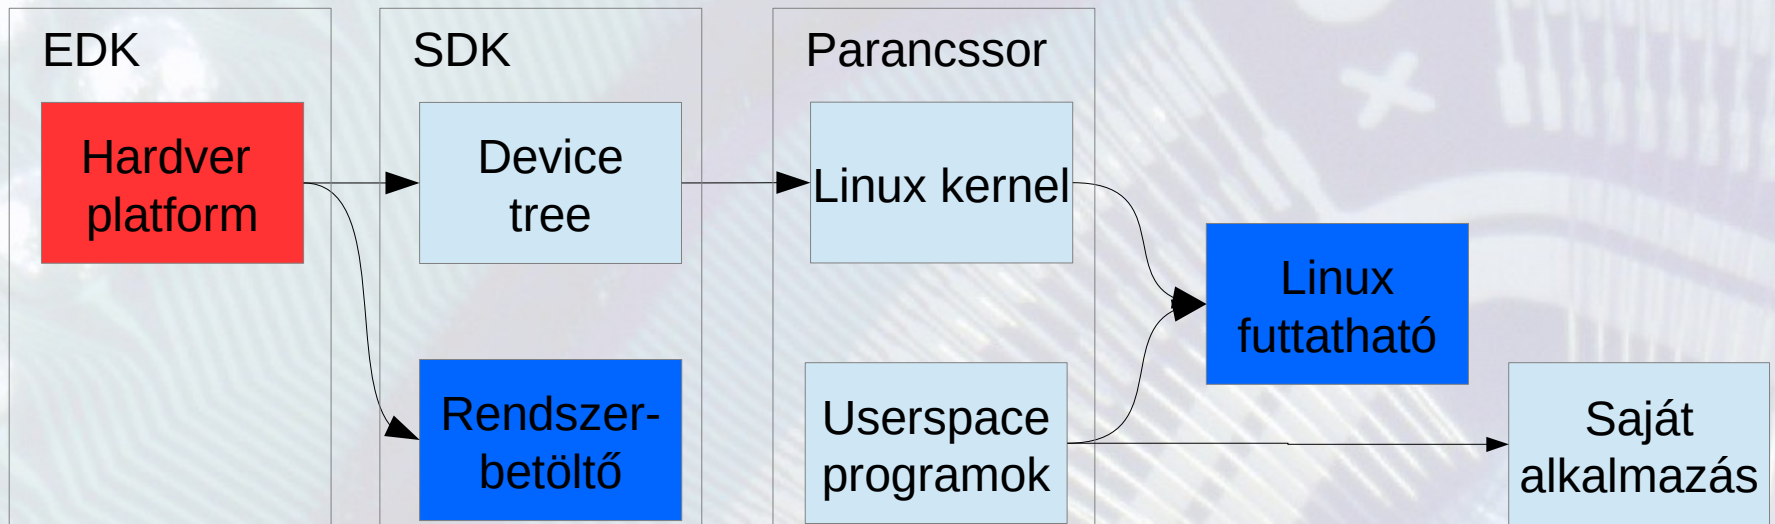 EDK
Hardver
platform
SDK
Device
tree
Rendszer-
betöltő
Parancssor
Linux kernel
Userspace
programok
Linux
futtatható
Saját
alkalmazás